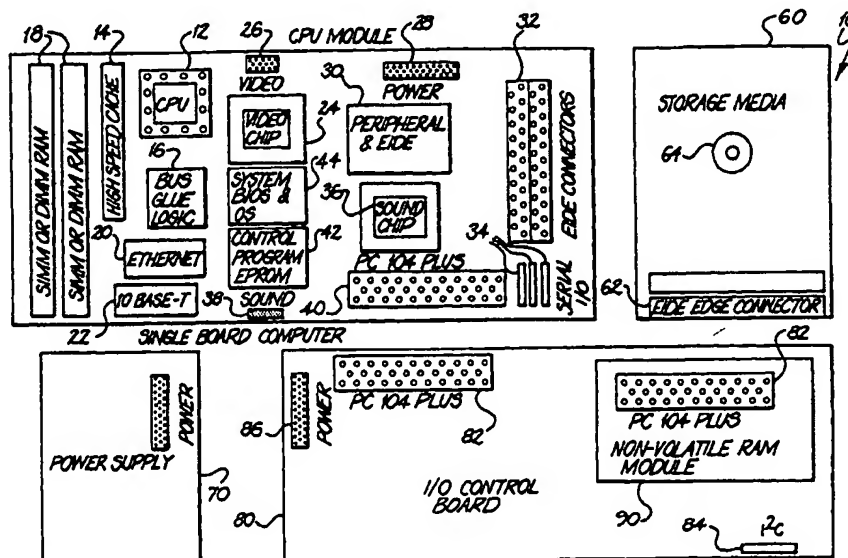 18
14
12
26
CPU MODULE
28
32
60
10
VIDEO
POWER
30
SIMM OR DIMM RAM
SIMM OR DIMM RAM
HIGH SPEED CACHE
CPU
VIDEO
CHIP
24
PERIPHERAL
& EIDE
EIDE CONNECTORS
STORAGE MEDIA
64
16
BUS
GLUE
LOGIC
SYSTEM
BIOS &
OS
44
36
SOUND
CHIP
20
ETHERNET
CONTROL
PROGRAM
EPROM
42
34
PC 104 PLUS
40
SERIAL
I/O
22
10 BASE-T
38
SOUND
62
EIDE EDGE CONNECTOR
SINGLE BOARD COMPUTER
82
POWER
POWER SUPPLY
70
86
POWER
PC 104 PLUS
82
PC 104 PLUS
NON-VOLATILE RAM
MODULE
80
I/O CONTROL
BOARD
90
84
I²C